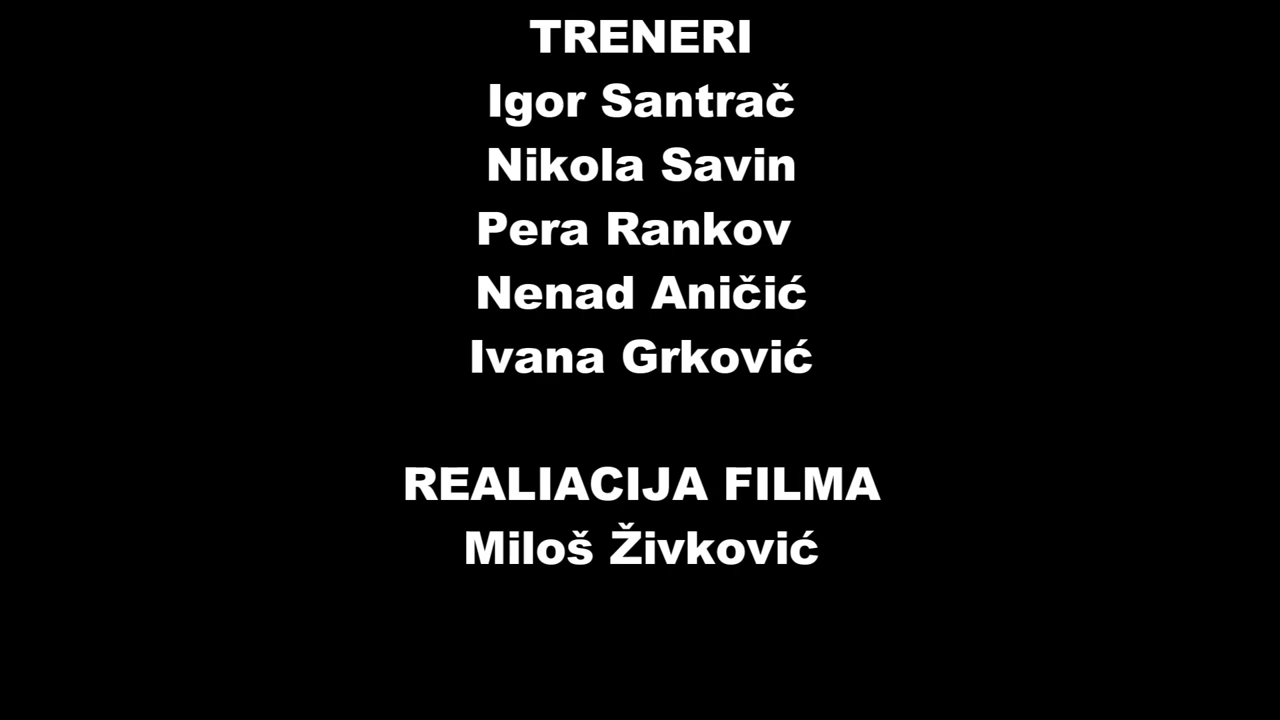 TRENERI
Igor Santrač
Nikola Savin
Pera Rankov
Nenad Aničić
Ivana Grković
REALIACIJA FILMA
Miloš Živković